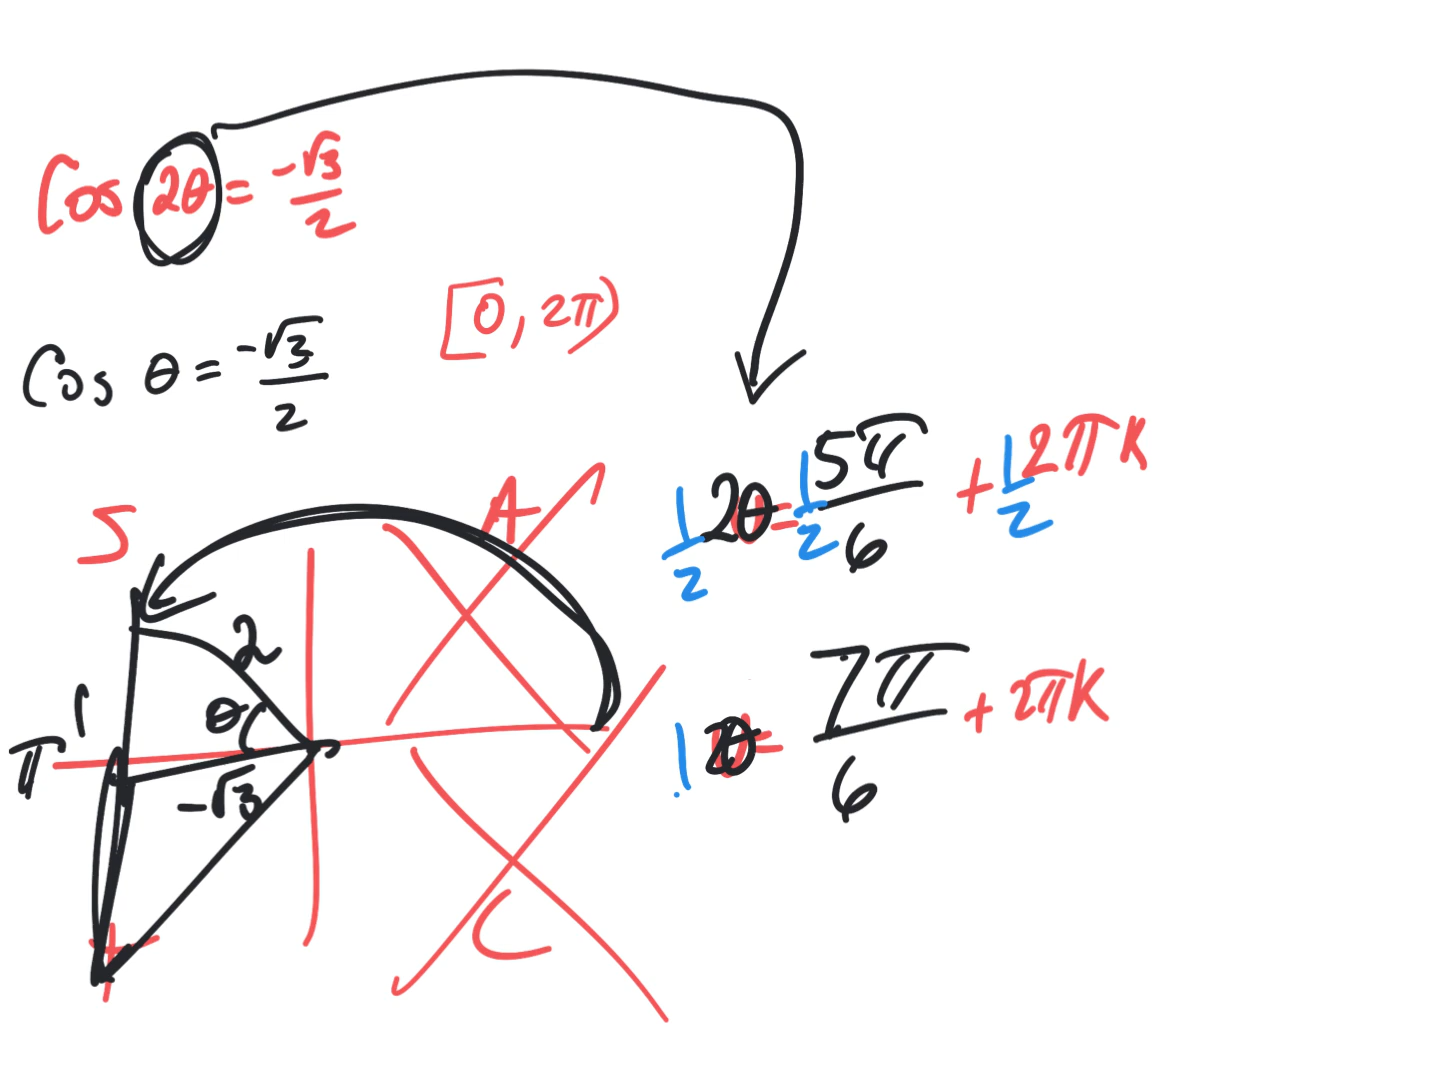 Cos 2θ = -√3/2
[0, 2π)
Cos θ = -√3/2
1/2 2θ = 1/2 5π/6 + 1/2 2πK
S
A
2
1
θ
π
-√3
2θ = 7π/6 + 2πK
1
T
C